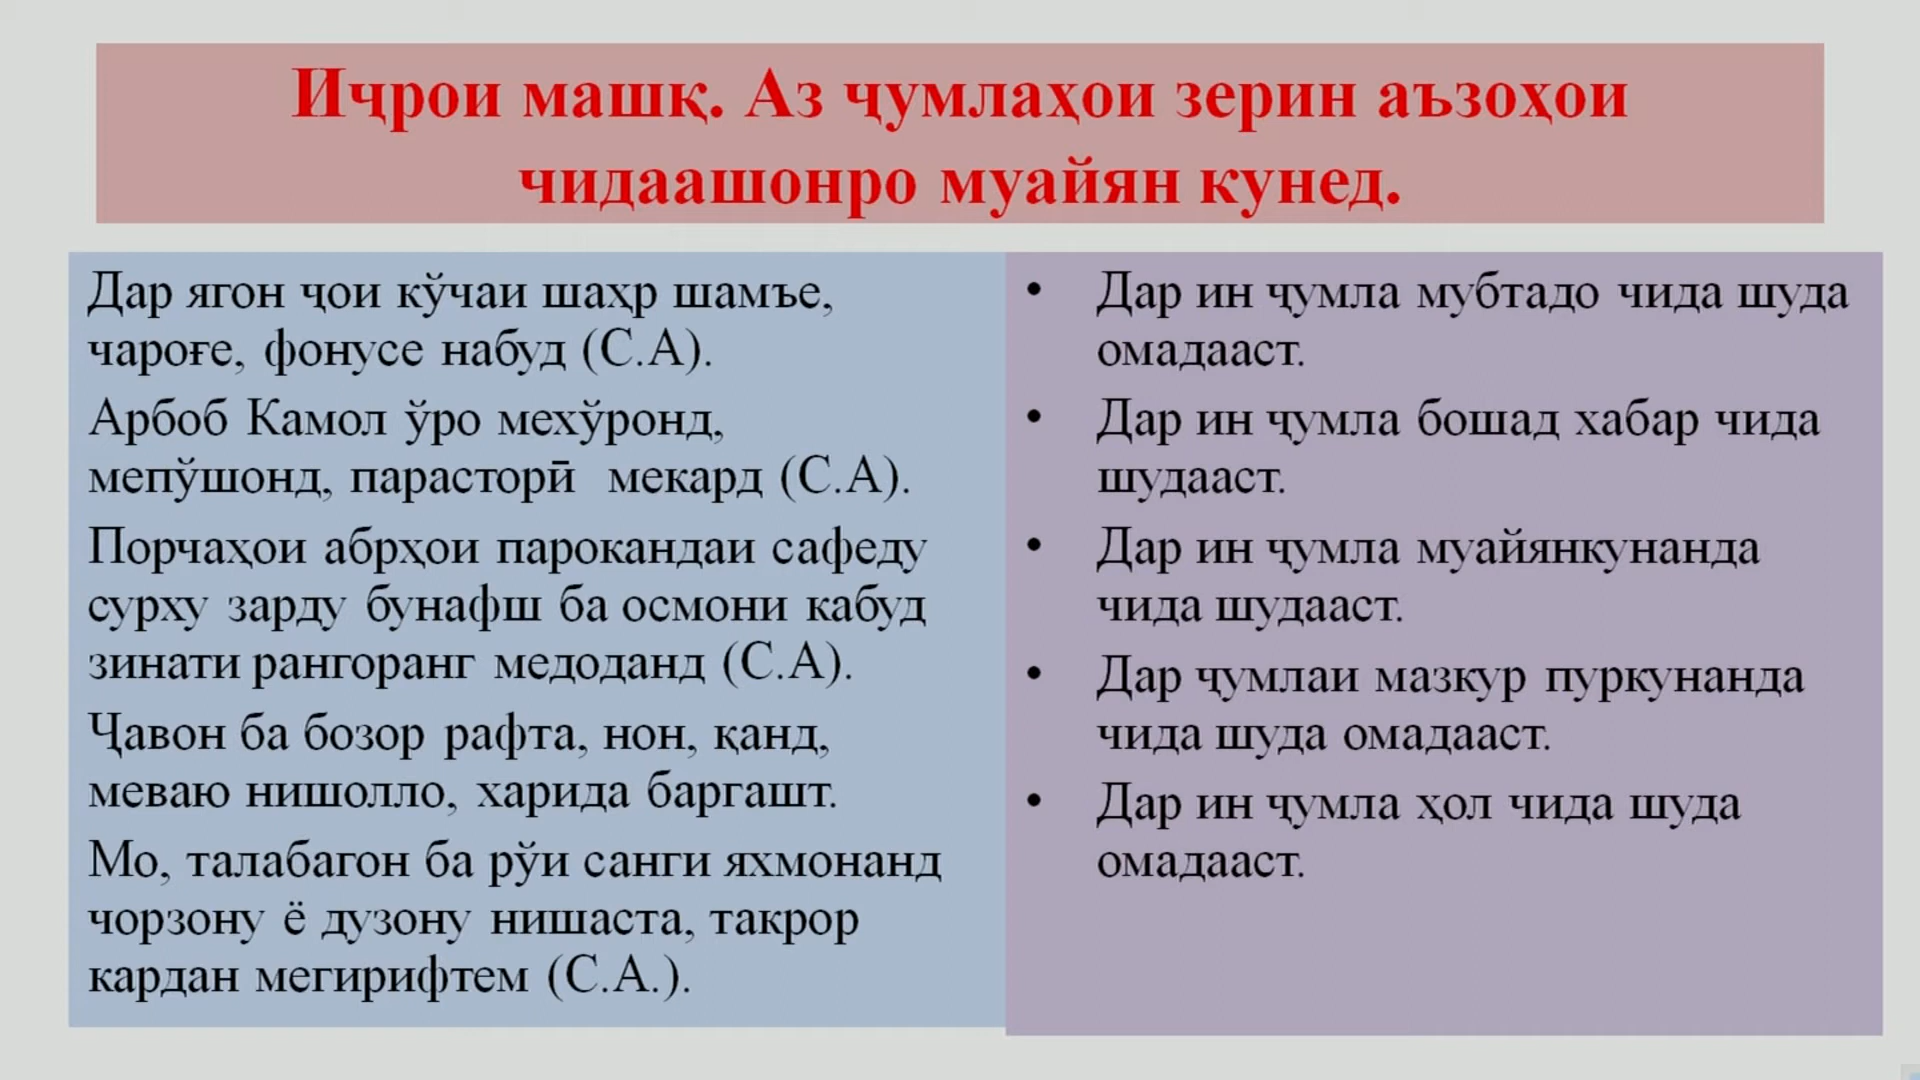 Иҷрои машқ. Аз ҷумлаҳои зерин аъзоҳои
чидаашонро муайян кунед.
Дар ягон ҷои кӯчаи шаҳр шамъе,
чароғе, фонусе набуд (С.А).
Арбоб Камол ӯро мехӯронд,
мепӯшонд, парасторӣ мекард (С.А).
Порчаҳои абрҳои парокандаи сафеду
сурху зарду бунафш ба осмони кабуд
зинати рангоранг медоданд (С.А).
Ҷавон ба бозор рафта, нон, қанд,
меваю нишолло, харида баргашт.
Мо, талабагон ба рӯи санги яхмонанд
чорзону ё дузону нишаста, такрор
кардан мегирифтем (С.А.).
• Дар ин ҷумла мубтадо чида шуда
омадааст.
• Дар ин ҷумла бошад хабар чида
шудааст.
• Дар ин ҷумла муайянкунанда
чида шудааст.
• Дар ҷумлаи мазкур пуркунанда
чида шуда омадааст.
• Дар ин ҷумла ҳол чида шуда
омадааст.